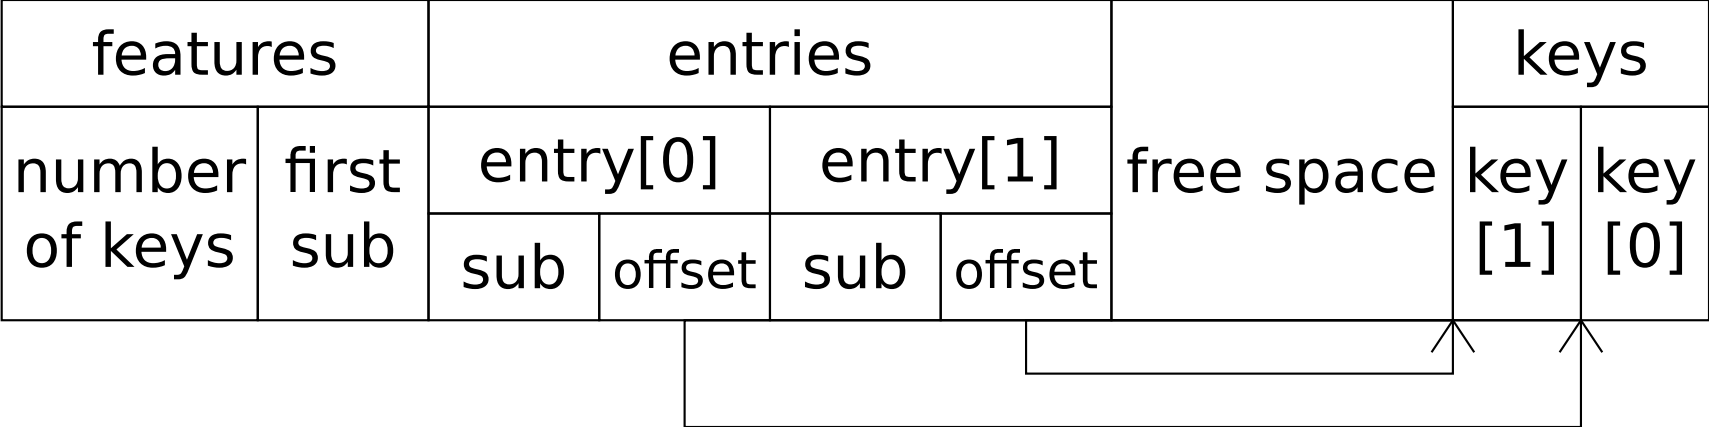 features
entries
keys
number
of keys
first
sub
entry[0]
entry[1]
free space
key
[1]
key
[0]
sub
offset
sub
offset